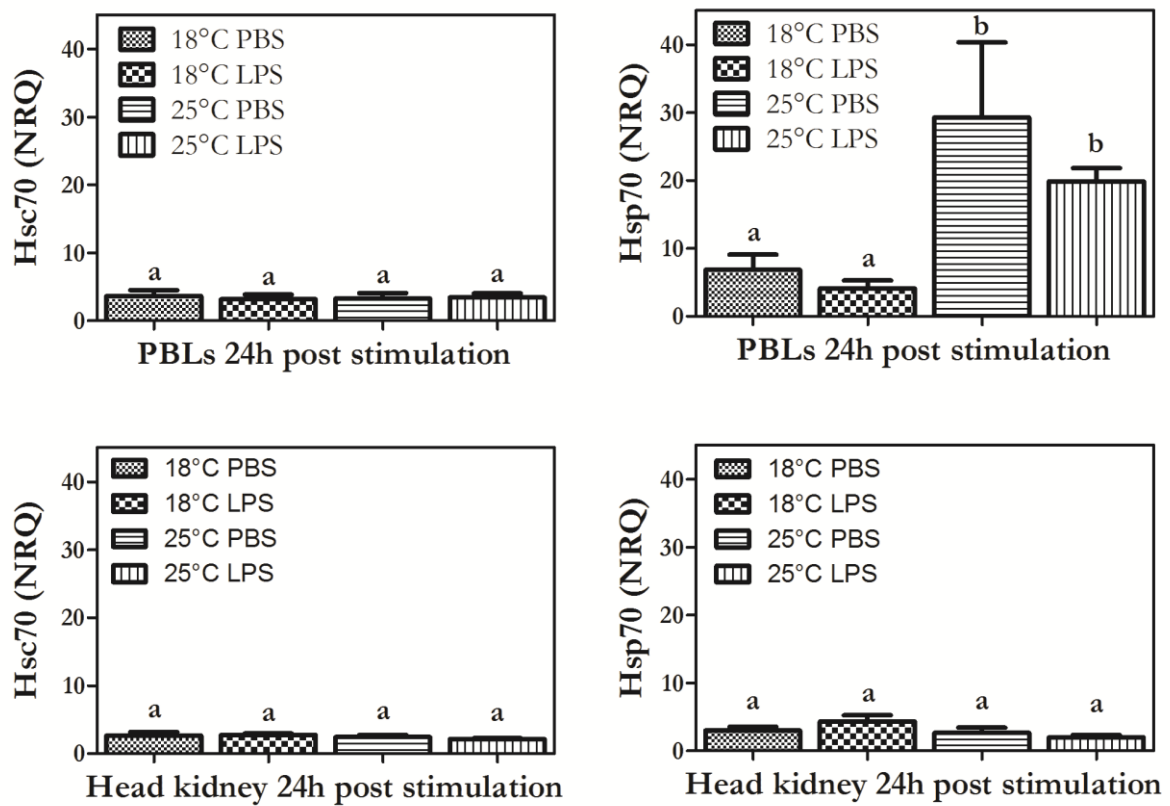 Hsc70 (NRQ)
40
30
20
10
0
18°C PBS
18°C LPS
25°C PBS
25°C LPS
a
a
a
a
PBLs 24h post stimulation
Hsp70 (NRQ)
40
30
20
10
0
18°C PBS
18°C LPS
25°C PBS
25°C LPS
a
a
b
b
PBLs 24h post stimulation
Hsc70 (NRQ)
40
30
20
10
0
18°C PBS
18°C LPS
25°C PBS
25°C LPS
a
a
a
a
Head kidney 24h post stimulation
Hsp70 (NRQ)
40
30
20
10
0
18°C PBS
18°C LPS
25°C PBS
25°C LPS
a
a
a
a
Head kidney 24h post stimulation